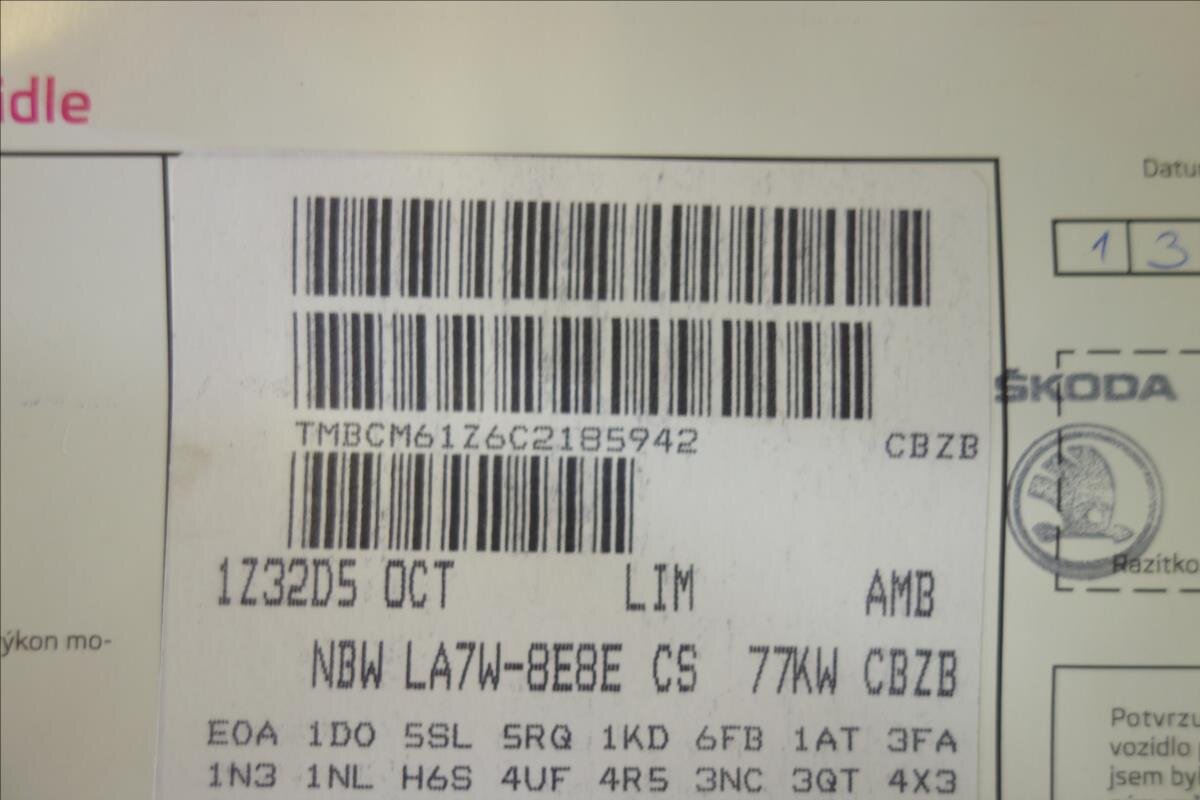 idle
Datu
1 3
TMBCM61Z6C2185942 CBZB
ŠKODA
Razítko
1Z32D5 OCT LIM AMB
ýkon mo-
NBW LA7W-8E8E CS 77KW CBZB
E0A 1D0 5SL 5RQ 1KD 6FB 1AT 3FA
1N3 1NL H6S 4UF 4R5 3NC 3QT 4X3
Potvrzu
vozidlo
jsem by